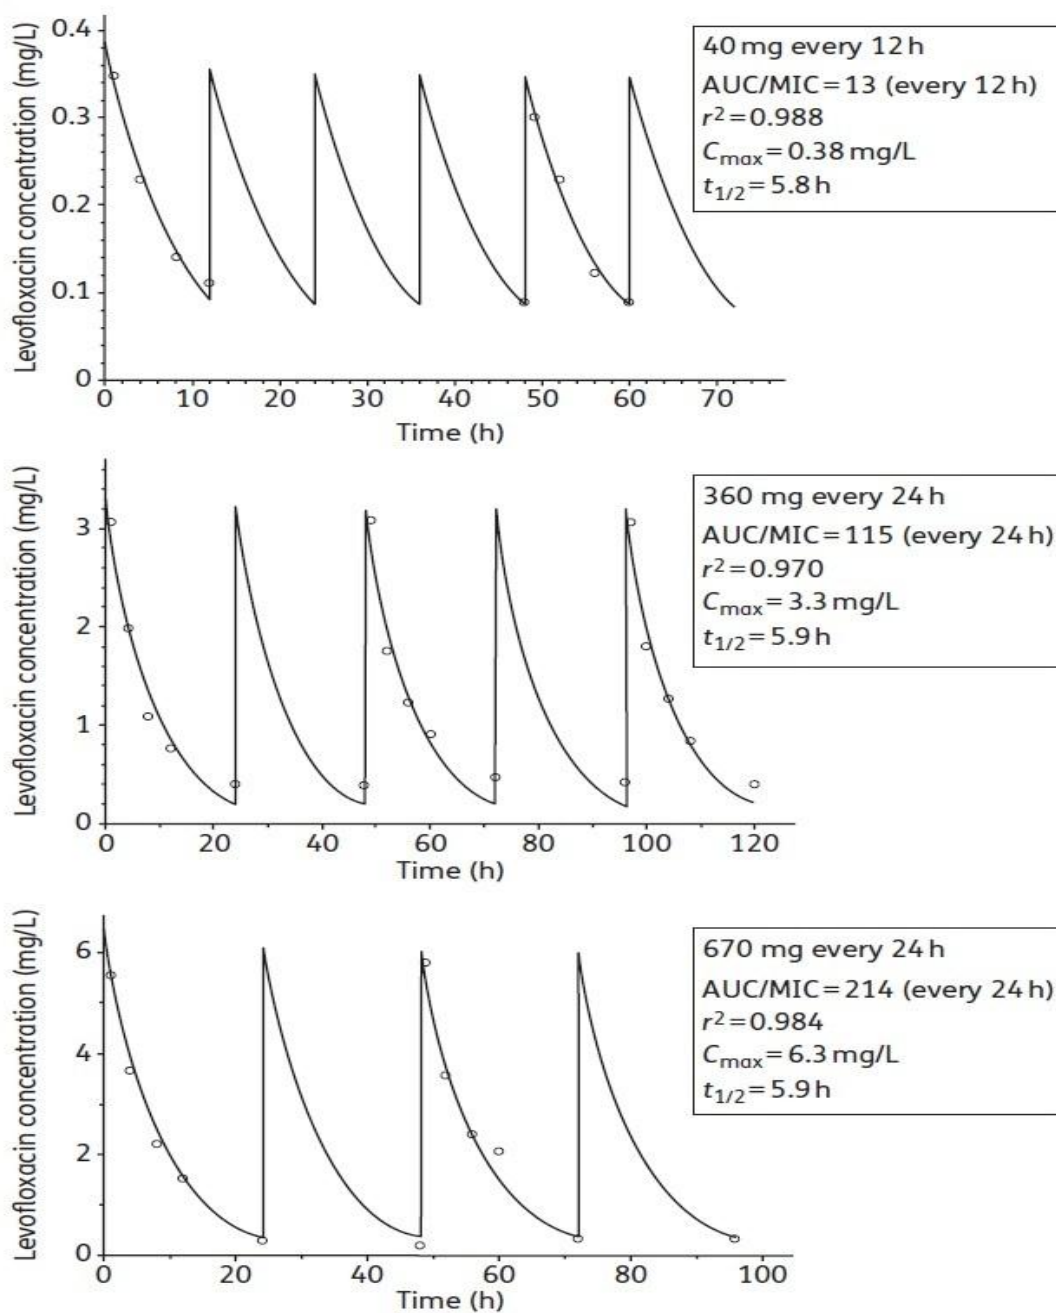 Levofloxacin concentration (mg/L)
0.4
0.3
0.2
0.1
0
0 10 20 30 40 50 60 70
Time (h)
40 mg every 12 h
AUC/MIC = 13 (every 12 h)
r² = 0.988
Cmax = 0.38 mg/L
t1/2 = 5.8 h
Levofloxacin concentration (mg/L)
3
2
1
0
0 20 40 60 80 100 120
Time (h)
360 mg every 24 h
AUC/MIC = 115 (every 24 h)
r² = 0.970
Cmax = 3.3 mg/L
t1/2 = 5.9 h
Levofloxacin concentration (mg/L)
6
4
2
0
0 20 40 60 80 100
Time (h)
670 mg every 24 h
AUC/MIC = 214 (every 24 h)
r² = 0.984
Cmax = 6.3 mg/L
t1/2 = 5.9 h